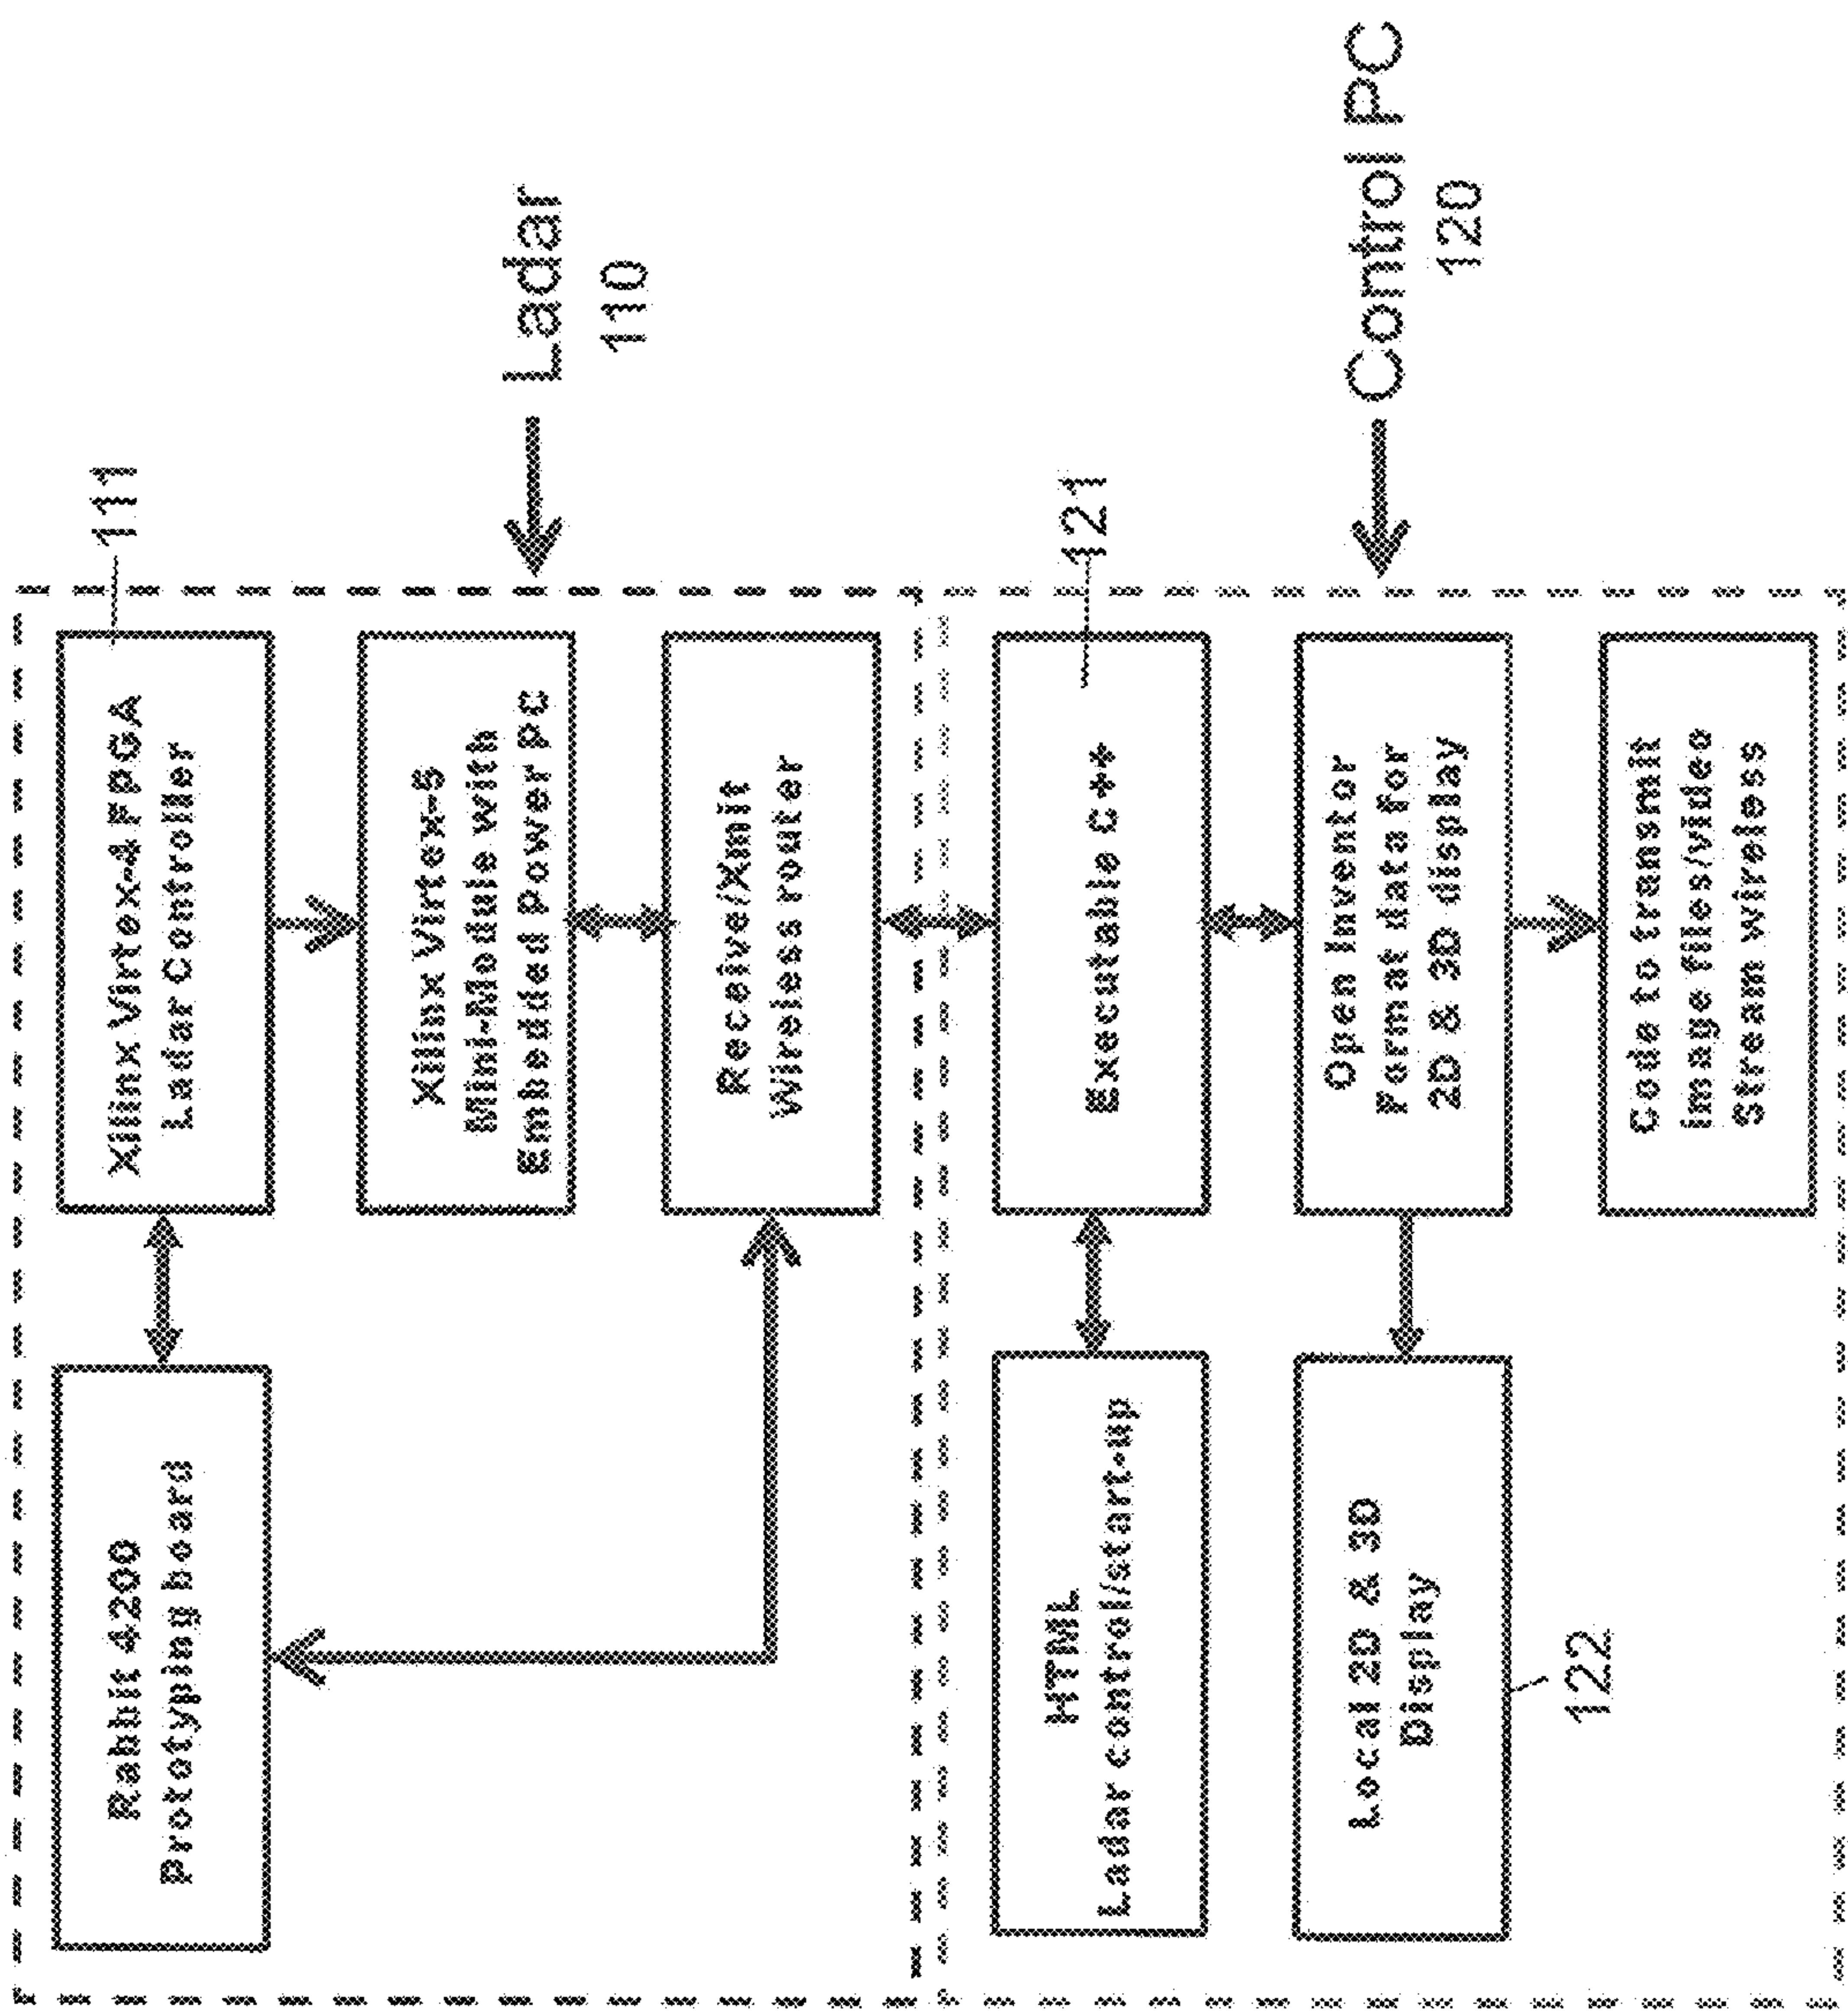 Rabbit 4200
Prototyping board
Xilinx Virtex-4 FPGA
Ladar Controller
111
Xilinx Virtex-5
Mini-Module with
Embedded Power PC
Ladar
110
Receive/Xmit
Wireless router
HTML
Ladar control/start-up
Executable C++
121
Local 2D & 3D
Display
122
Open Inventor
Format data for
2D & 3D display
Control PC
120
Code to transmit
image files/video
Stream wireless